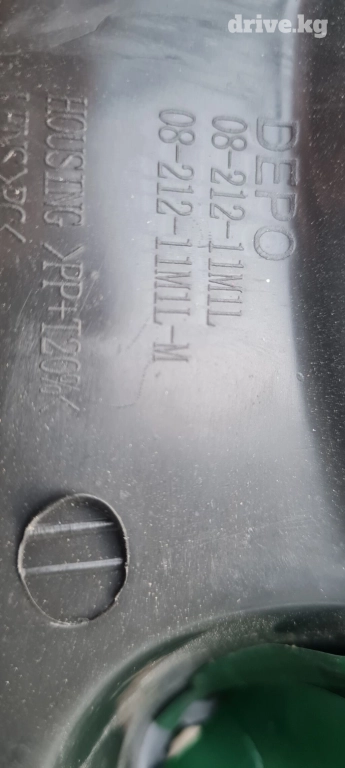 drive.kg
DEPO
08-212-11M1L
08-212-11M1L-M
HOUSING >PP+T20%<